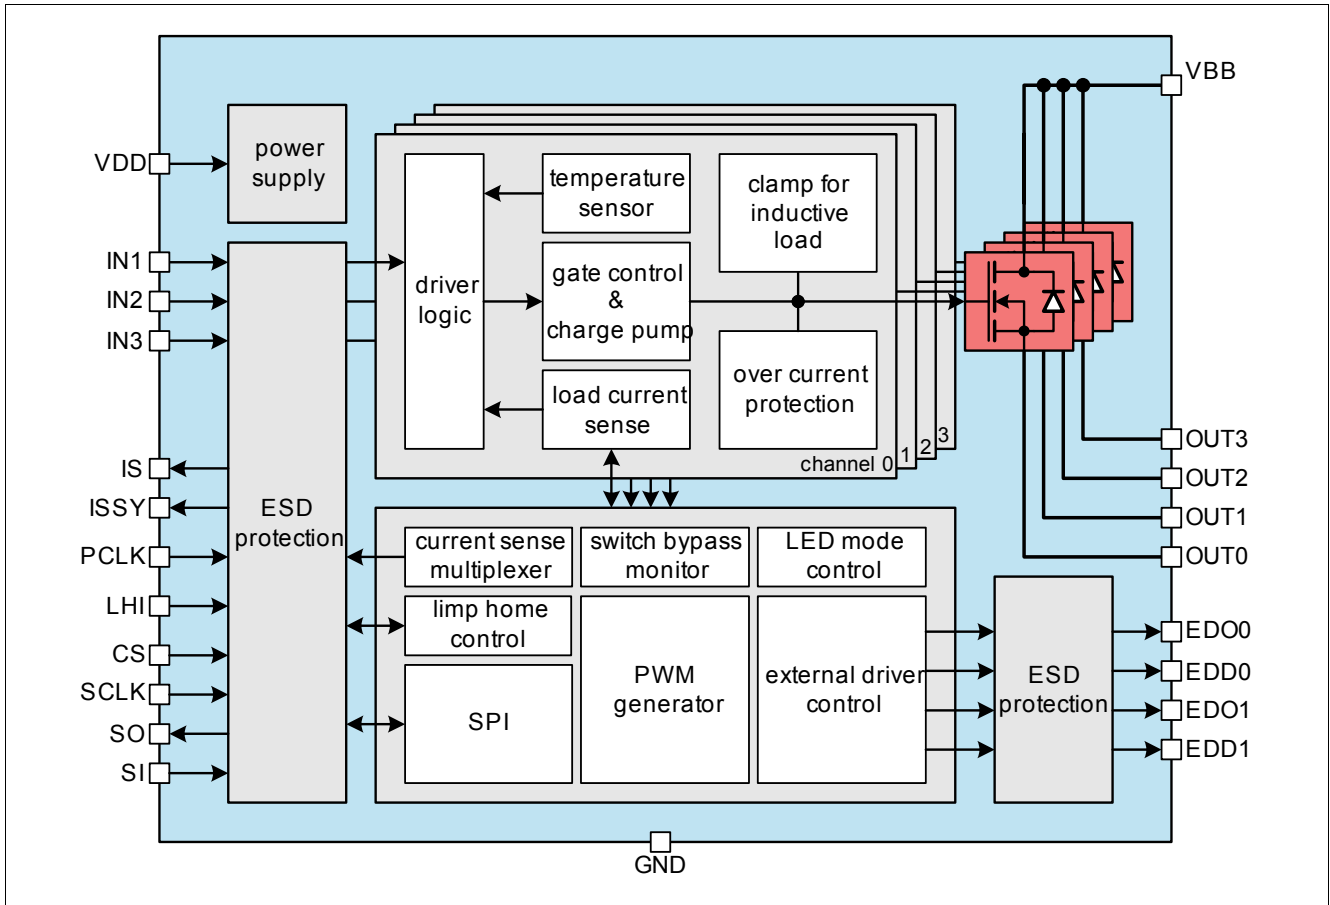 VBB
power
supply
VDD
temperature
sensor
clamp for
inductive
load
IN1
IN2
IN3
driver
logic
gate control
&
charge pump
load current
sense
over current
protection
channel 0
1
2
3
OUT3
OUT2
OUT1
OUT0
IS
ISSY
PCLK
LHI
CS
SCLK
SO
SI
ESD
protection
current sense
multiplexer
switch bypass
monitor
LED mode
control
limp home
control
SPI
PWM
generator
external driver
control
ESD
protection
EDO0
EDD0
EDO1
EDD1
GND